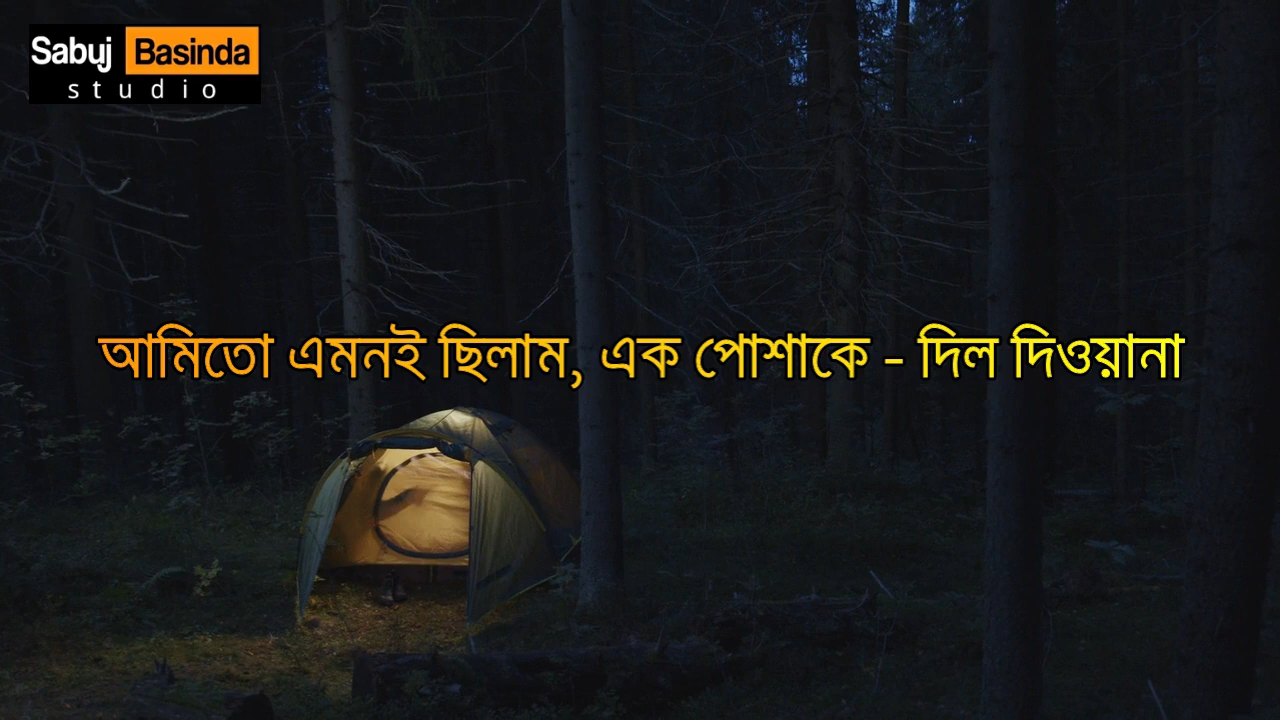 Sabuj Basinda
studio
আমিতো এমনই ছিলাম, এক পোশাকে - দিল দিওয়ানা